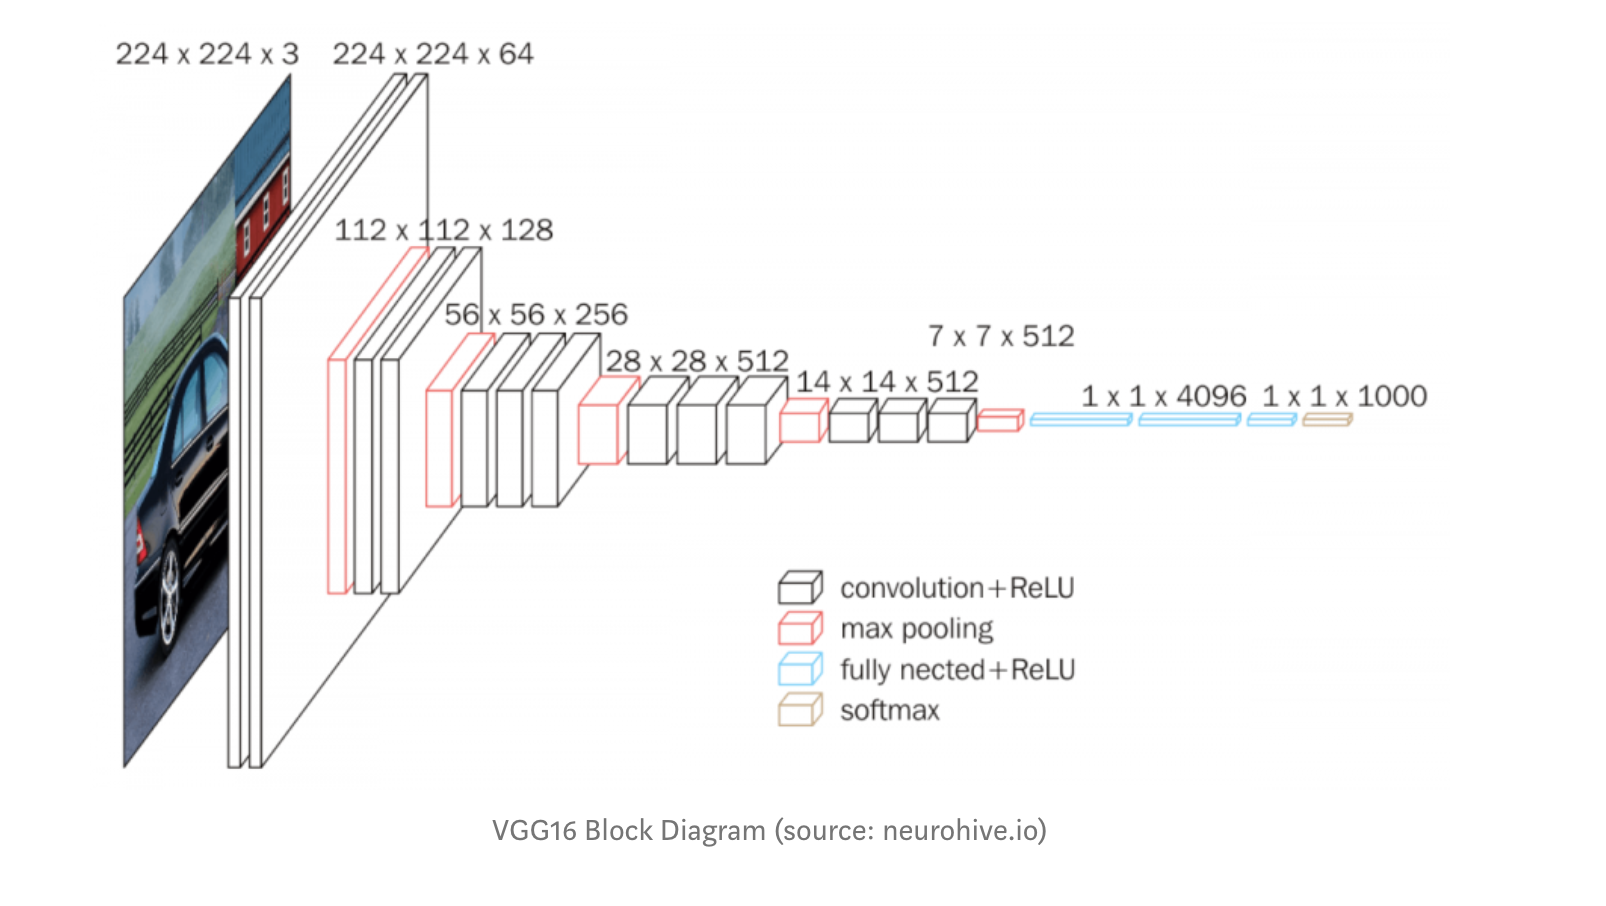 224 x 224 x 3
224 x 224 x 64
112 x 112 x 128
56 x 56 x 256
28 x 28 x 512
14 x 14 x 512
7 x 7 x 512
1 x 1 x 4096
1 x 1 x 1000
convolution+ReLU
max pooling
fully nected+ReLU
softmax
VGG16 Block Diagram (source: neurohive.io)